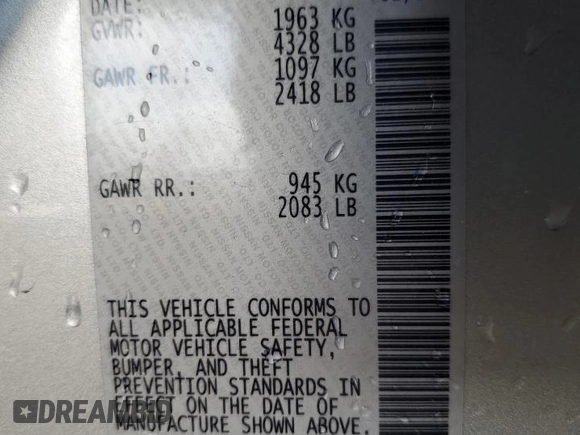 DATE:
GVWR: 1963 KG
4328 LB
GAWR FR.: 1097 KG
2418 LB
GAWR RR.: 945 KG
2083 LB
THIS VEHICLE CONFORMS TO
ALL APPLICABLE FEDERAL
MOTOR VEHICLE SAFETY,
BUMPER, AND THEFT
PREVENTION STANDARDS IN
EFFECT ON THE DATE OF
MANUFACTURE SHOWN ABOVE.
DREAMBID